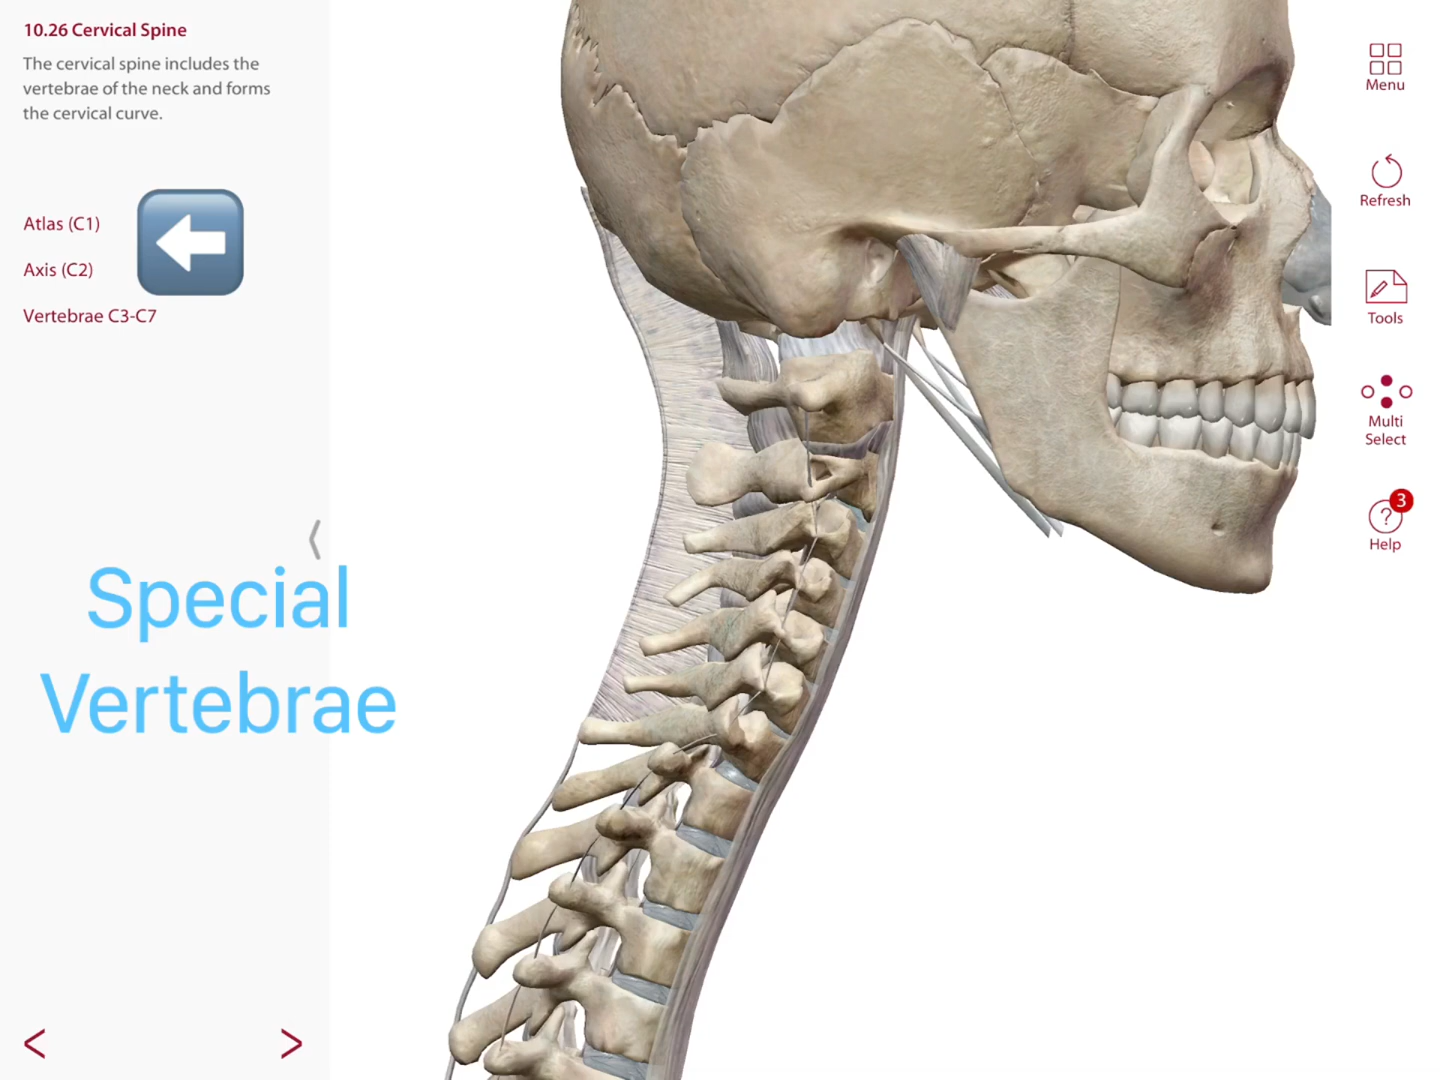 10.26 Cervical Spine
The cervical spine includes the
vertebrae of the neck and forms
the cervical curve.
Atlas (C1)
Axis (C2)
Vertebrae C3-C7
Special
Vertebrae
Menu
Refresh
Tools
Multi
Select
3
?
Help